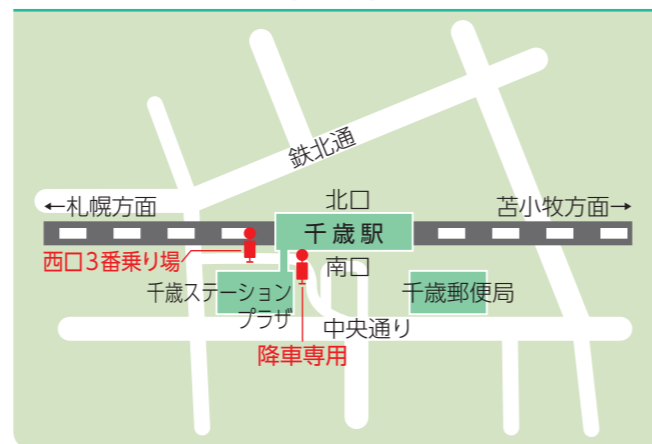 鉄北通
北口
←札幌方面
苫小牧方面→
千歳駅
西口3番乗り場
南口
千歳ステーション
プラザ
千歳郵便局
中央通り
降車専用